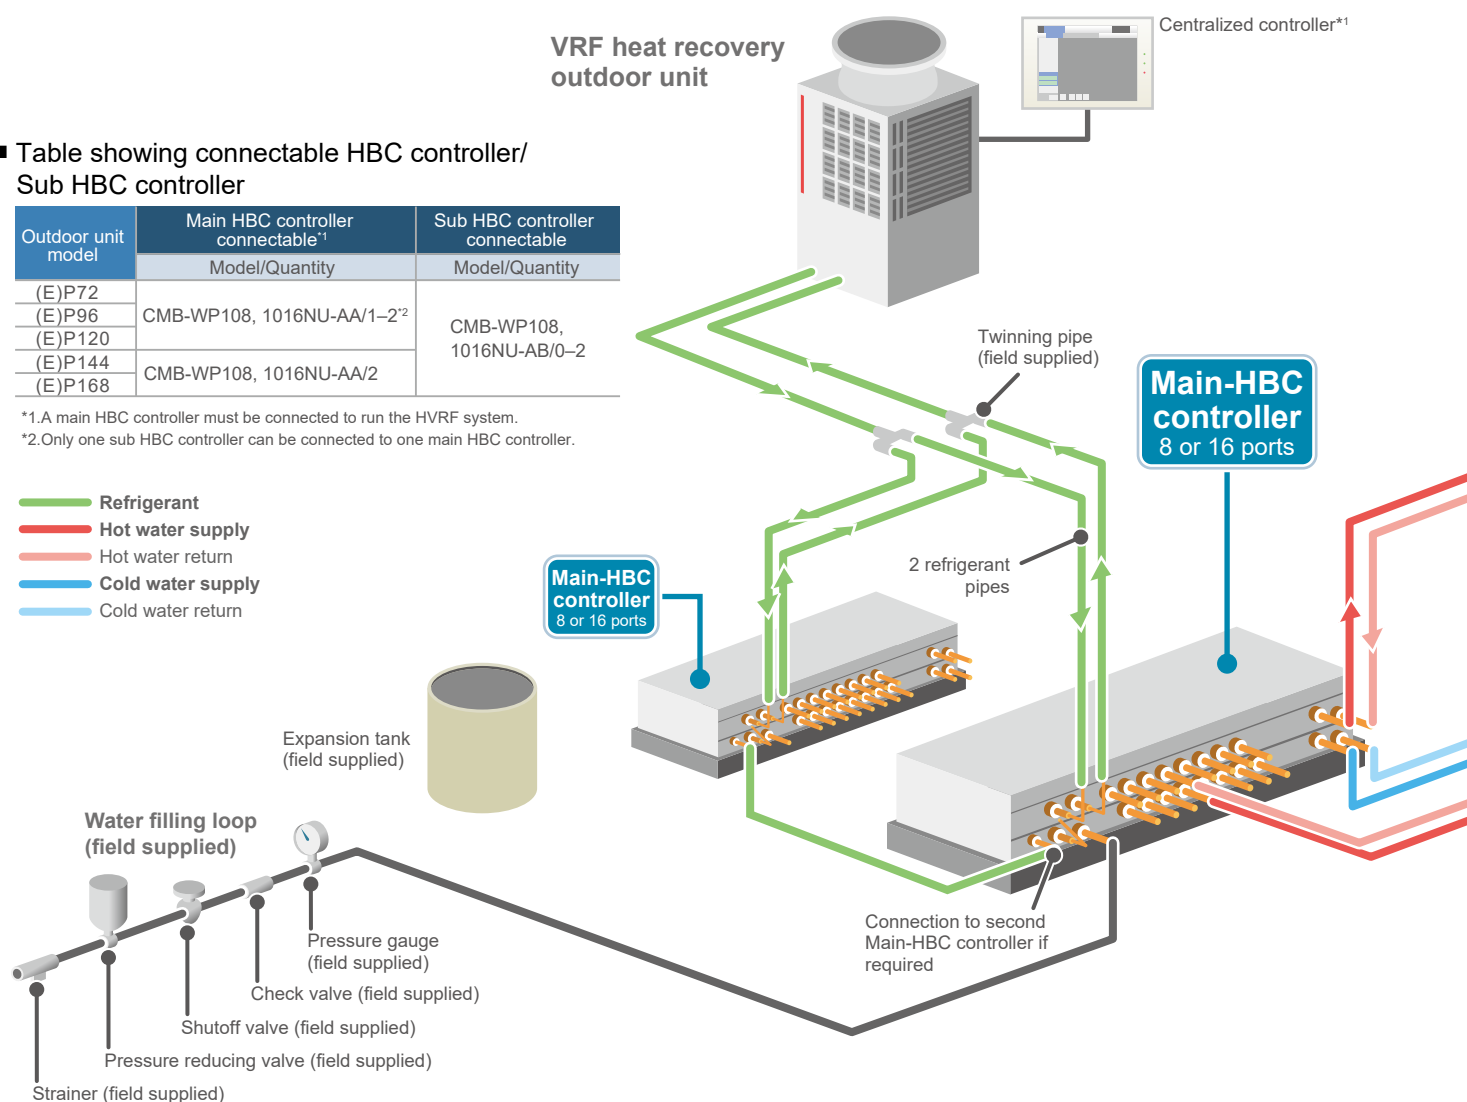 VRF heat recovery
outdoor unit
Centralized controller*1
■ Table showing connectable HBC controller/
Sub HBC controller
Outdoor unit
model
Main HBC controller
connectable*1
Sub HBC controller
connectable
Model/Quantity
Model/Quantity
(E)P72
(E)P96
(E)P120
(E)P144
(E)P168
CMB-WP108, 1016NU-AA/1–2*2
CMB-WP108, 1016NU-AA/2
CMB-WP108,
1016NU-AB/0–2
*1.A main HBC controller must be connected to run the HVRF system.
*2.Only one sub HBC controller can be connected to one main HBC controller.
Refrigerant
Hot water supply
Hot water return
Cold water supply
Cold water return
Twinning pipe
(field supplied)
Main-HBC
controller
8 or 16 ports
2 refrigerant
pipes
Main-HBC
controller
8 or 16 ports
Expansion tank
(field supplied)
Water filling loop
(field supplied)
Pressure gauge
(field supplied)
Check valve (field supplied)
Shutoff valve (field supplied)
Pressure reducing valve (field supplied)
Strainer (field supplied)
Connection to second
Main-HBC controller if
required